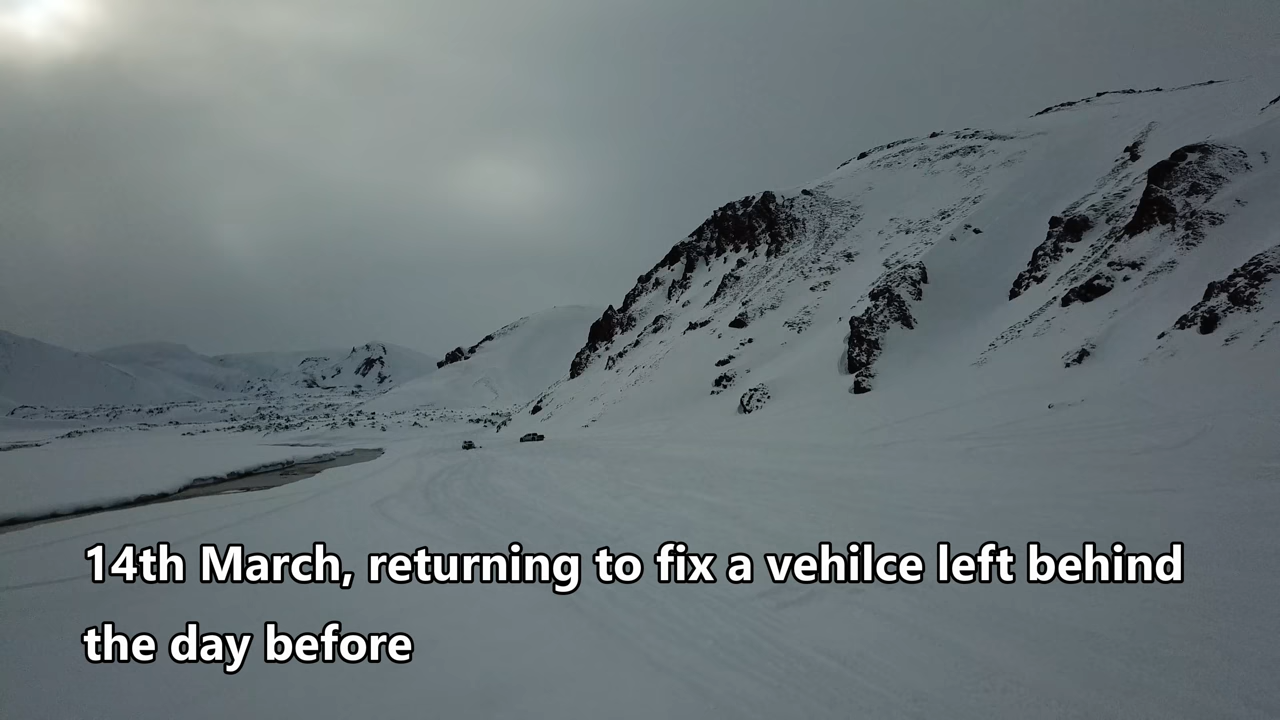 14th March, returning to fix a vehilce left behind
the day before